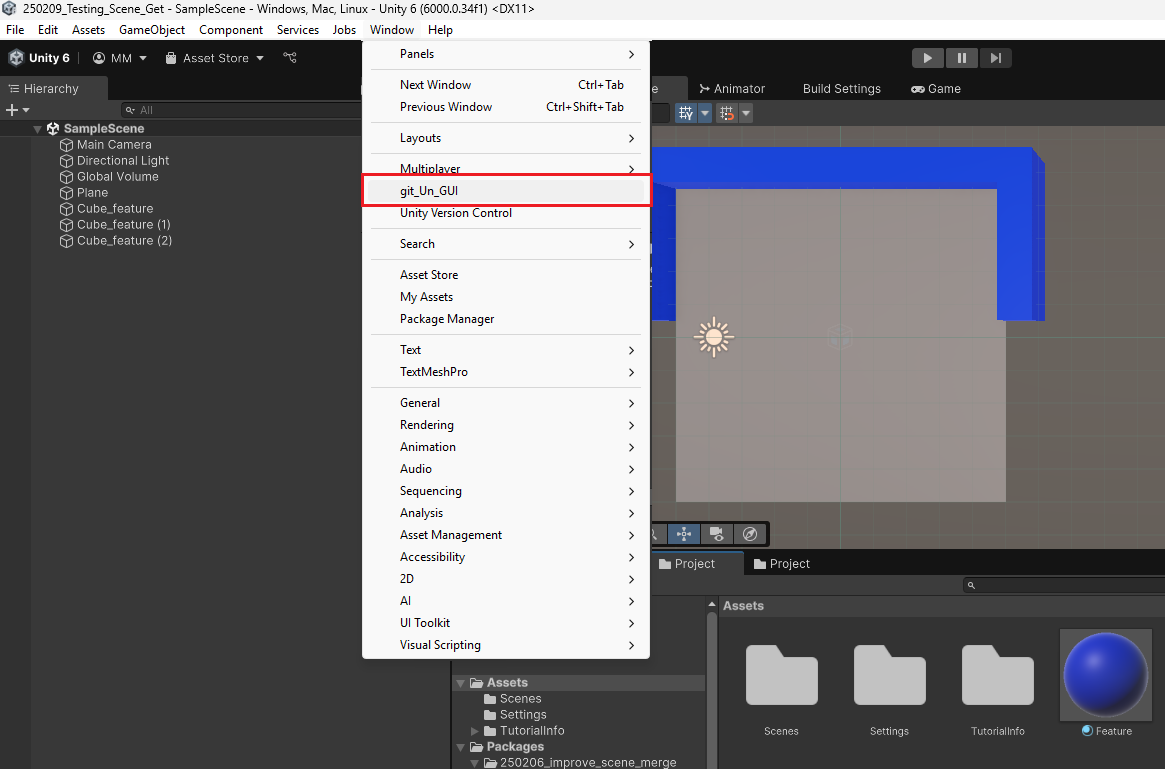 250209_Testing_Scene_Get - SampleScene - Windows, Mac, Linux - Unity 6 (6000.0.34f1) <DX11>
File Edit Assets GameObject Component Services Jobs Window Help
Unity 6 MM Asset Store
Hierarchy
All
SampleScene
Main Camera
Directional Light
Global Volume
Plane
Cube_feature
Cube_feature (1)
Cube_feature (2)
Panels
Next Window Ctrl+Tab
Previous Window Ctrl+Shift+Tab
Layouts
Multiplayer
git_Un_GUI
Unity Version Control
Search
Asset Store
My Assets
Package Manager
Text
TextMeshPro
General
Rendering
Animation
Audio
Sequencing
Analysis
Asset Management
Accessibility
2D
AI
UI Toolkit
Visual Scripting
Animator Build Settings Game
Project Project
Assets
Scenes
Settings
TutorialInfo
Packages
250206_improve_scene_merge
Assets
Scenes Settings TutorialInfo Feature